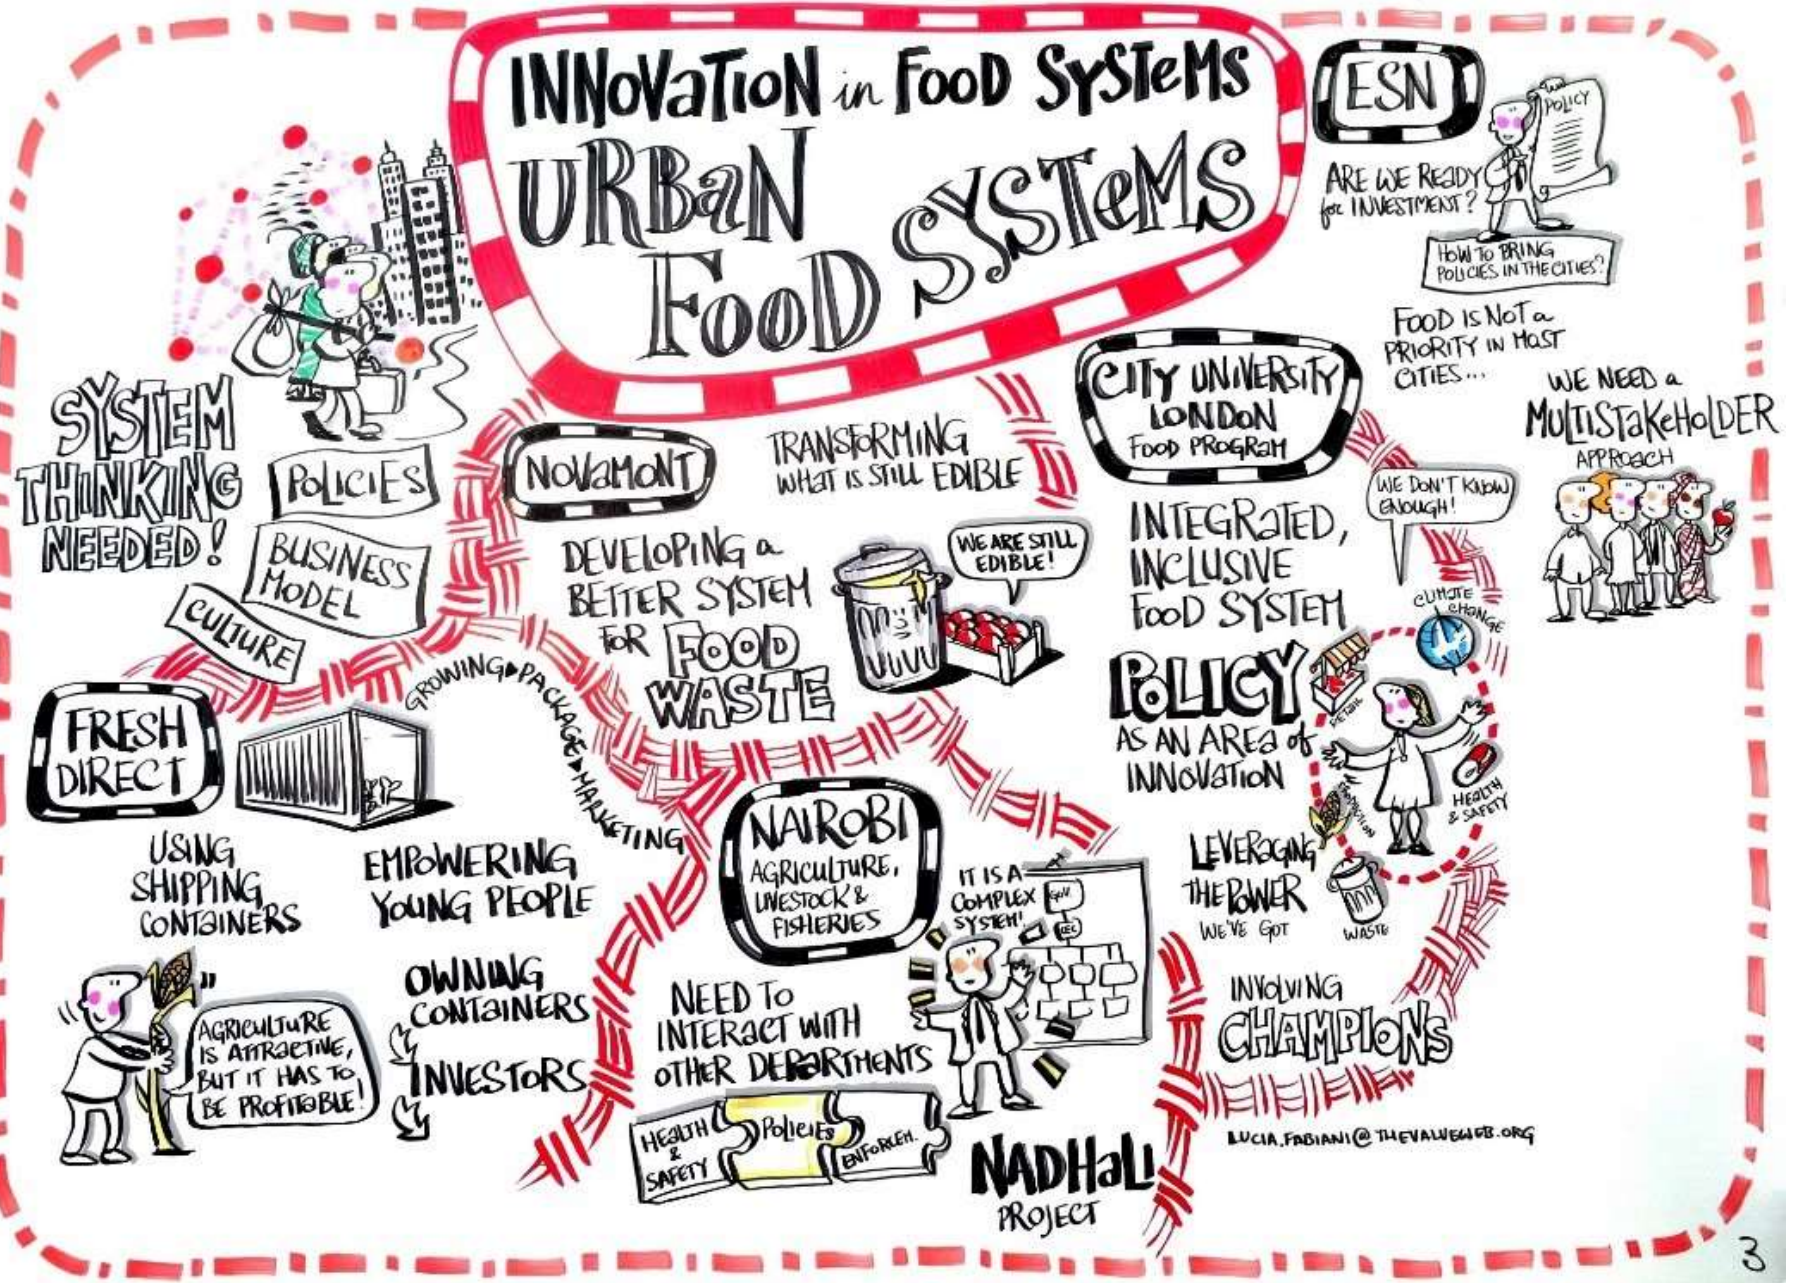 INNOVATION in FOOD SYSTEMS
URBAN
FOOD SYSTEMS
ESN
POLICY
ARE WE READY
for INVESTMENT?
HOW TO BRING
POLICIES IN THE CITIES?
FOOD IS NOT a
PRIORITY IN MOST
CITIES...
WE NEED a
MULTISTAKEHOLDER
APPROACH
SYSTEM
THINKING
NEEDED!
POLICIES
BUSINESS
MODEL
CULTURE
NOVAMONT
TRANSFORMING
WHAT IS STILL EDIBLE
DEVELOPING a
BETTER SYSTEM
FOR FOOD
WASTE
WE ARE STILL
EDIBLE!
CITY UNIVERSITY
LONDON
FOOD PROGRAM
WE DON'T KNOW
ENOUGH!
INTEGRATED,
INCLUSIVE
FOOD SYSTEM
POLICY
AS AN AREA of
INNOVATION
CLIMATE
CHANGE
RETAIL
HEALTH
& SAFETY
WASTE
LEVERAGING
THE POWER
WE'VE GOT
INVOLVING
CHAMPIONS
FRESH
DIRECT
GROWING PACKAGE MARKETING
USING
SHIPPING
CONTAINERS
EMPOWERING
YOUNG PEOPLE
OWNING
CONTAINERS
INVESTORS
AGRICULTURE
IS ATTRACTIVE,
BUT IT HAS TO
BE PROFITABLE!
NAIROBI
AGRICULTURE,
LIVESTOCK &
FISHERIES
IT IS A
COMPLEX
SYSTEM!
NEED TO
INTERACT WITH
OTHER DEPARTMENTS
HEALTH
&
SAFETY
POLICIES
ENFORCEM.
NADHALI
PROJECT
LUCIA.FABIANI@THEVALUEWEB.ORG
3